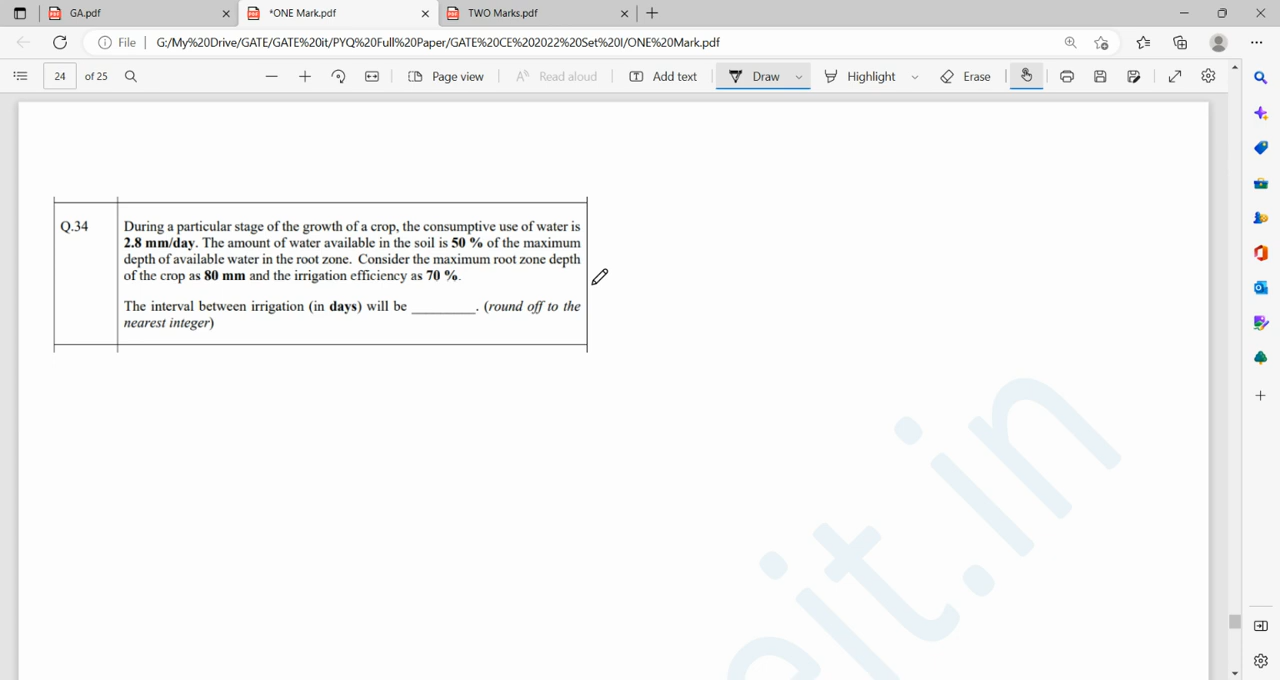 GA.pdf
*ONE Mark.pdf
TWO Marks.pdf
File
G:/My%20Drive/GATE/GATE%20it/PYQ%20Full%20Paper/GATE%20CE%202022%20Set%20I/ONE%20Mark.pdf
24 of 25
Page view
Read aloud
Add text
Draw
Highlight
Erase
Q.34
During a particular stage of the growth of a crop, the consumptive use of water is
2.8 mm/day. The amount of water available in the soil is 50 % of the maximum
depth of available water in the root zone. Consider the maximum root zone depth
of the crop as 80 mm and the irrigation efficiency as 70 %.
The interval between irrigation (in days) will be _________. (round off to the
nearest integer)
eit.in